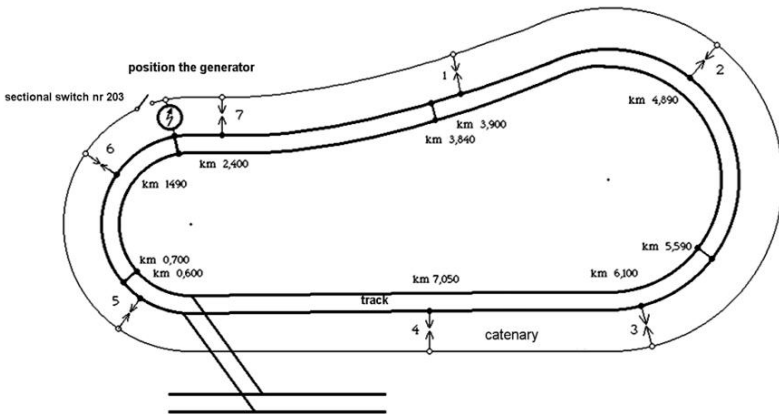 position the generator
sectional switch nr 203
1
2
7
km 4,890
km 3,900
km 3,840
6
km 2,400
km 1490
km 0,700
km 0,600
km 5,590
km 7,050
km 6,100
track
5
4
catenary
3